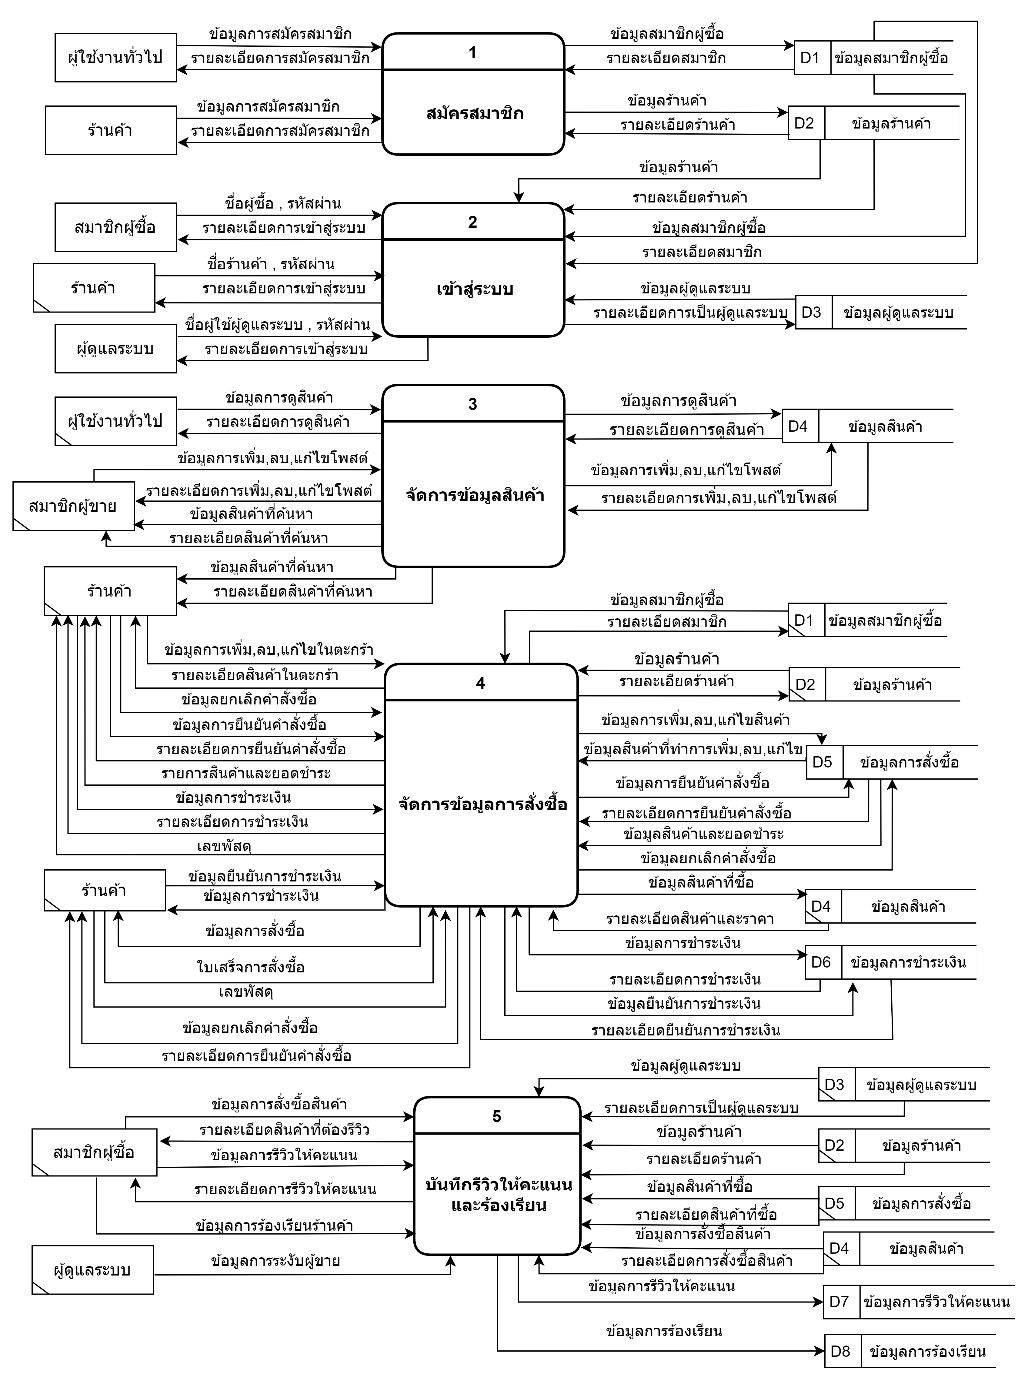 ผู้ใช้งานทั่วไป
ข้อมูลการสมัครสมาชิก
รายละเอียดการสมัครสมาชิก
ร้านค้า
ข้อมูลการสมัครสมาชิก
รายละเอียดการสมัครสมาชิก
1
สมัครสมาชิก
ข้อมูลสมาชิกผู้ซื้อ
รายละเอียดสมาชิก
D1 ข้อมูลสมาชิกผู้ซื้อ
ข้อมูลร้านค้า
รายละเอียดร้านค้า
D2 ข้อมูลร้านค้า
ข้อมูลร้านค้า
รายละเอียดร้านค้า
ข้อมูลสมาชิกผู้ซื้อ
รายละเอียดสมาชิก
สมาชิกผู้ซื้อ
ชื่อผู้ซื้อ , รหัสผ่าน
รายละเอียดการเข้าสู่ระบบ
ร้านค้า
ชื่อร้านค้า , รหัสผ่าน
รายละเอียดการเข้าสู่ระบบ
ผู้ดูแลระบบ
ชื่อผู้ใช้ผู้ดูแลระบบ , รหัสผ่าน
รายละเอียดการเข้าสู่ระบบ
2
เข้าสู่ระบบ
ข้อมูลผู้ดูแลระบบ
รายละเอียดการเป็นผู้ดูแลระบบ
D3 ข้อมูลผู้ดูแลระบบ
ผู้ใช้งานทั่วไป
ข้อมูลการดูสินค้า
รายละเอียดการดูสินค้า
สมาชิกผู้ขาย
ข้อมูลการเพิ่ม,ลบ,แก้ไขโพสต์
รายละเอียดการเพิ่ม,ลบ,แก้ไขโพสต์
ข้อมูลสินค้าที่ค้นหา
รายละเอียดสินค้าที่ค้นหา
3
จัดการข้อมูลสินค้า
ข้อมูลการดูสินค้า
รายละเอียดการดูสินค้า
D4 ข้อมูลสินค้า
ข้อมูลการเพิ่ม,ลบ,แก้ไขโพสต์
รายละเอียดการเพิ่ม,ลบ,แก้ไขโพสต์
ร้านค้า
ข้อมูลสินค้าที่ค้นหา
รายละเอียดสินค้าที่ค้นหา
ข้อมูลการเพิ่ม,ลบ,แก้ไขในตะกร้า
รายละเอียดสินค้าในตะกร้า
ข้อมูลยกเลิกคำสั่งซื้อ
ข้อมูลการยืนยันคำสั่งซื้อ
รายละเอียดการยืนยันคำสั่งซื้อ
รายการสินค้าและยอดชำระ
ข้อมูลการชำระเงิน
รายละเอียดการชำระเงิน
เลขพัสดุ
ร้านค้า
ข้อมูลยืนยันการชำระเงิน
ข้อมูลการชำระเงิน
ข้อมูลการสั่งซื้อ
ใบเสร็จการสั่งซื้อ
เลขพัสดุ
ข้อมูลยกเลิกคำสั่งซื้อ
รายละเอียดการยืนยันคำสั่งซื้อ
4
จัดการข้อมูลการสั่งซื้อ
ข้อมูลสมาชิกผู้ซื้อ
รายละเอียดสมาชิก
D1 ข้อมูลสมาชิกผู้ซื้อ
ข้อมูลร้านค้า
รายละเอียดร้านค้า
D2 ข้อมูลร้านค้า
ข้อมูลการเพิ่ม,ลบ,แก้ไขสินค้า
ข้อมูลสินค้าที่ทำการเพิ่ม,ลบ,แก้ไข
D5 ข้อมูลการสั่งซื้อ
ข้อมูลการยืนยันคำสั่งซื้อ
รายละเอียดการยืนยันคำสั่งซื้อ
ข้อมูลสินค้าและยอดชำระ
ข้อมูลยกเลิกคำสั่งซื้อ
ข้อมูลสินค้าที่ซื้อ
รายละเอียดสินค้าและราคา
D4 ข้อมูลสินค้า
ข้อมูลการชำระเงิน
รายละเอียดการชำระเงิน
D6 ข้อมูลการชำระเงิน
ข้อมูลยืนยันการชำระเงิน
รายละเอียดยืนยันการชำระเงิน
สมาชิกผู้ซื้อ
ข้อมูลการสั่งซื้อสินค้า
รายละเอียดสินค้าที่ต้องรีวิว
ข้อมูลการรีวิวให้คะแนน
รายละเอียดการรีวิวให้คะแนน
ข้อมูลการร้องเรียนร้านค้า
ผู้ดูแลระบบ
ข้อมูลการระงับผู้ขาย
5
บันทึกรีวิวให้คะแนน
และร้องเรียน
ข้อมูลผู้ดูแลระบบ
รายละเอียดการเป็นผู้ดูแลระบบ
D3 ข้อมูลผู้ดูแลระบบ
ข้อมูลร้านค้า
รายละเอียดร้านค้า
D2 ข้อมูลร้านค้า
ข้อมูลสินค้าที่ซื้อ
รายละเอียดสินค้าที่ซื้อ
D5 ข้อมูลการสั่งซื้อ
ข้อมูลการสั่งซื้อสินค้า
รายละเอียดการสั่งซื้อสินค้า
D4 ข้อมูลสินค้า
ข้อมูลการรีวิวให้คะแนน
D7 ข้อมูลการรีวิวให้คะแนน
ข้อมูลการร้องเรียน
D8 ข้อมูลการร้องเรียน